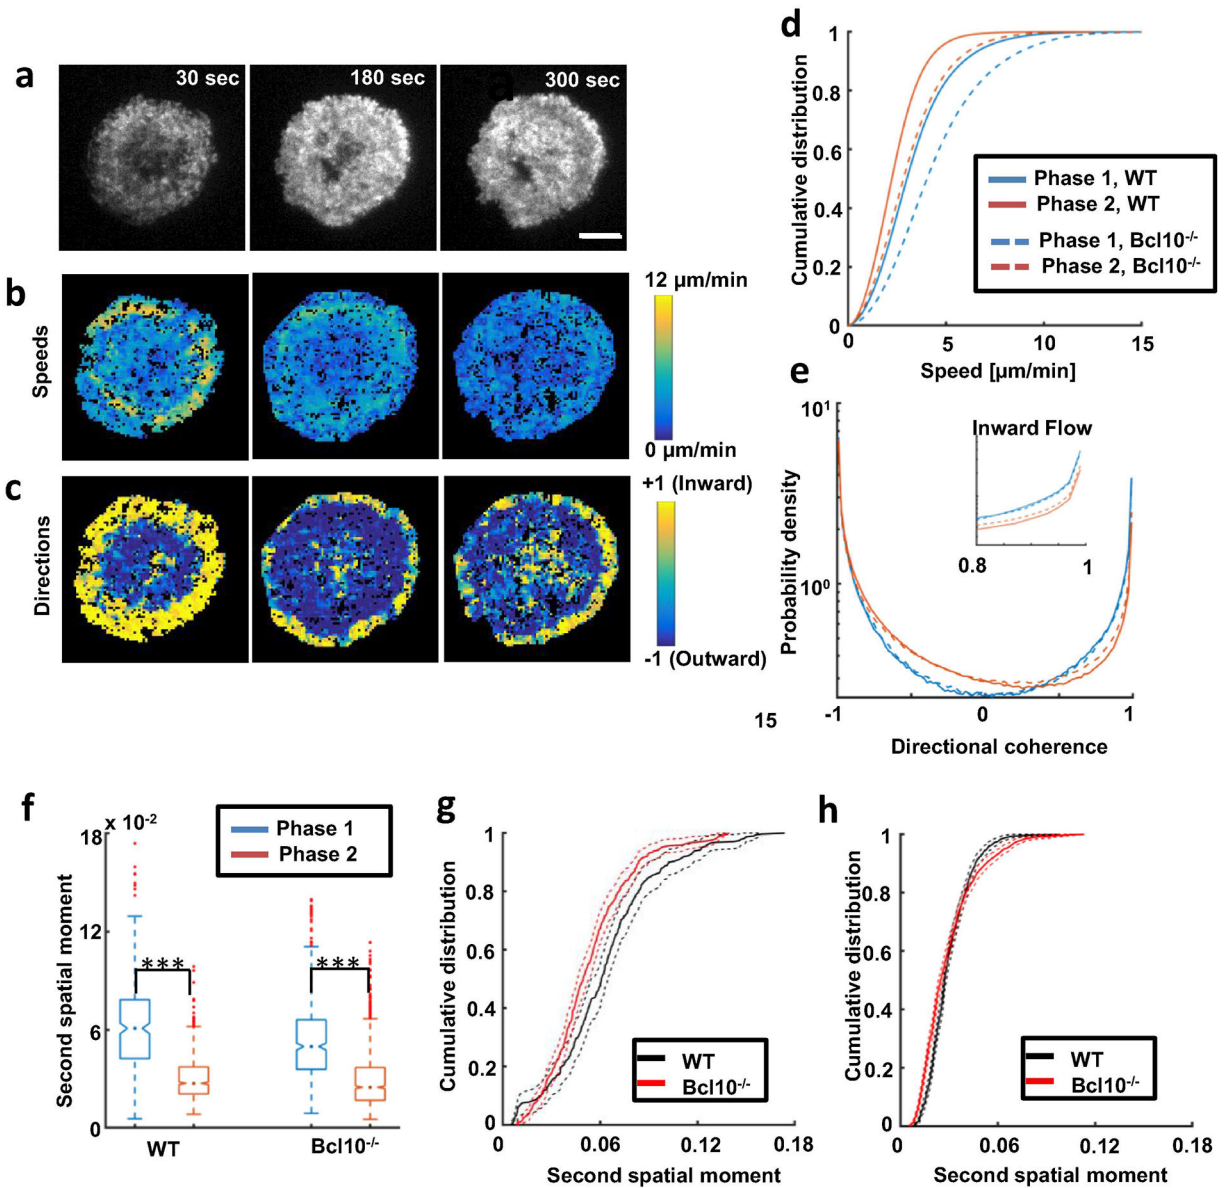 a
30 sec
180 sec
a
300 sec
b
Speeds
12 µm/min
0 µm/min
c
Directions
+1 (Inward)
-1 (Outward)
15
d
Cumulative distribution
1
0.8
0.6
0.4
0.2
0
0
5
10
15
Speed [µm/min]
Phase 1, WT
Phase 2, WT
Phase 1, Bcl10-/-
Phase 2, Bcl10-/-
e
Probability density
10¹
10⁰
Inward Flow
0.8
1
-1
0
1
Directional coherence
f
x 10-2
Second spatial moment
18
12
6
0
Phase 1
Phase 2
***
***
WT
Bcl10-/-
g
Cumulative distribution
1
0.8
0.6
0.4
0.2
0
WT
Bcl10-/-
0
0.06
0.12
0.18
Second spatial moment
h
Cumulative distribution
1
0.8
0.6
0.4
0.2
0
WT
Bcl10-/-
0
0.06
0.12
0.18
Second spatial moment